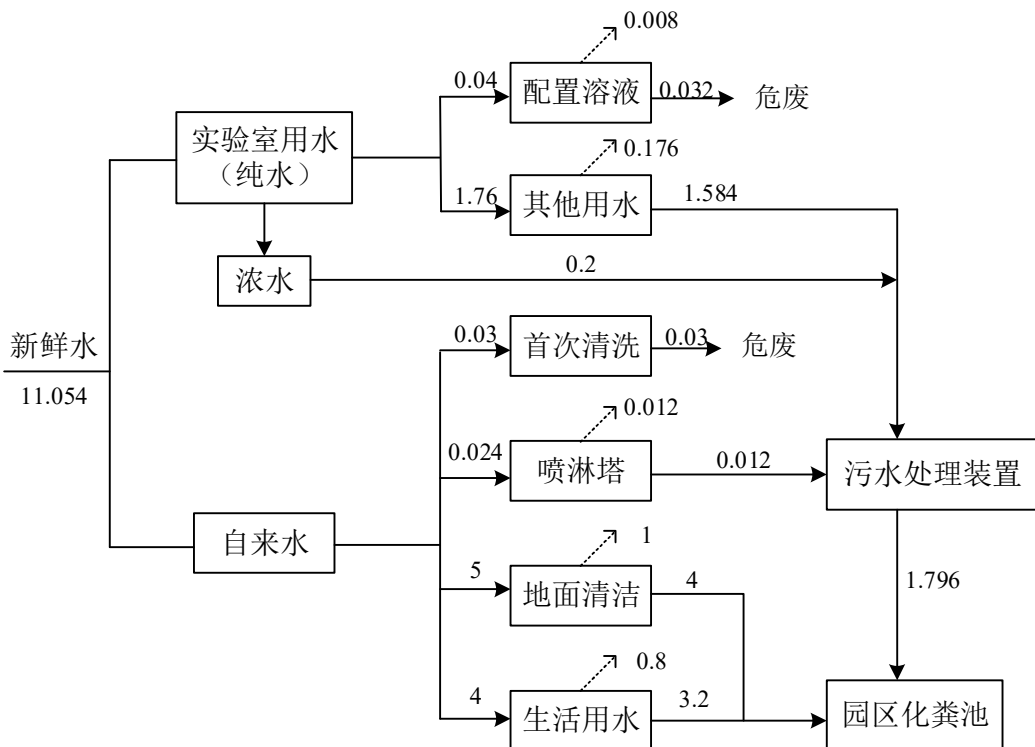 0.008
0.04
配置溶液
0.032
危废
实验室用水
（纯水）
0.176
1.76
其他用水
1.584
浓水
0.2
新鲜水
11.054
0.03
首次清洗
0.03
危废
0.012
0.024
喷淋塔
0.012
污水处理装置
自来水
1
5
地面清洁
4
1.796
0.8
4
生活用水
3.2
园区化粪池